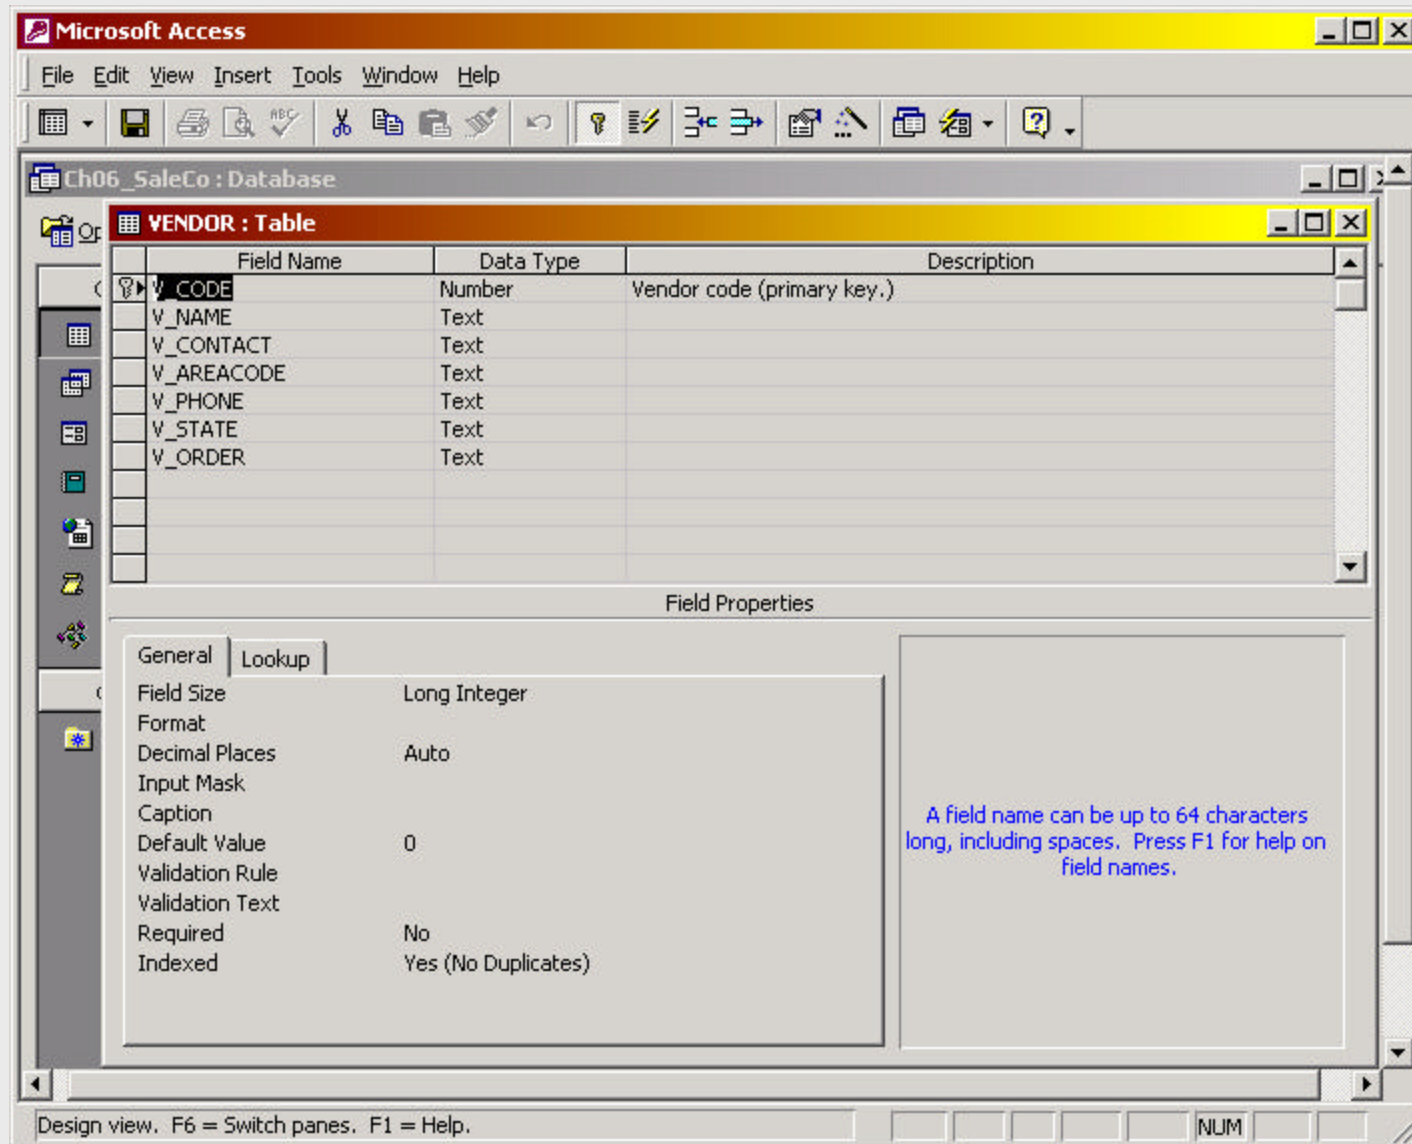 Microsoft Access
File Edit View Insert Tools Window Help
ABC
Ch06_SaleCo : Database
Op
VENDOR : Table
Field Name Data Type Description
V_CODE Number Vendor code (primary key.)
V_NAME Text
V_CONTACT Text
V_AREACODE Text
V_PHONE Text
V_STATE Text
V_ORDER Text
Field Properties
General Lookup
Field Size Long Integer
Format
Decimal Places Auto
Input Mask
Caption
Default Value 0
Validation Rule
Validation Text
Required No
Indexed Yes (No Duplicates)
A field name can be up to 64 characters
long, including spaces. Press F1 for help on
field names.
Design view. F6 = Switch panes. F1 = Help.
NUM